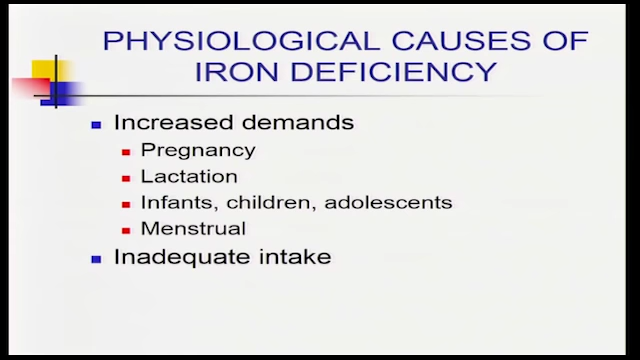 PHYSIOLOGICAL CAUSES OF
IRON DEFICIENCY
Increased demands
Pregnancy
Lactation
Infants, children, adolescents
Menstrual
Inadequate intake